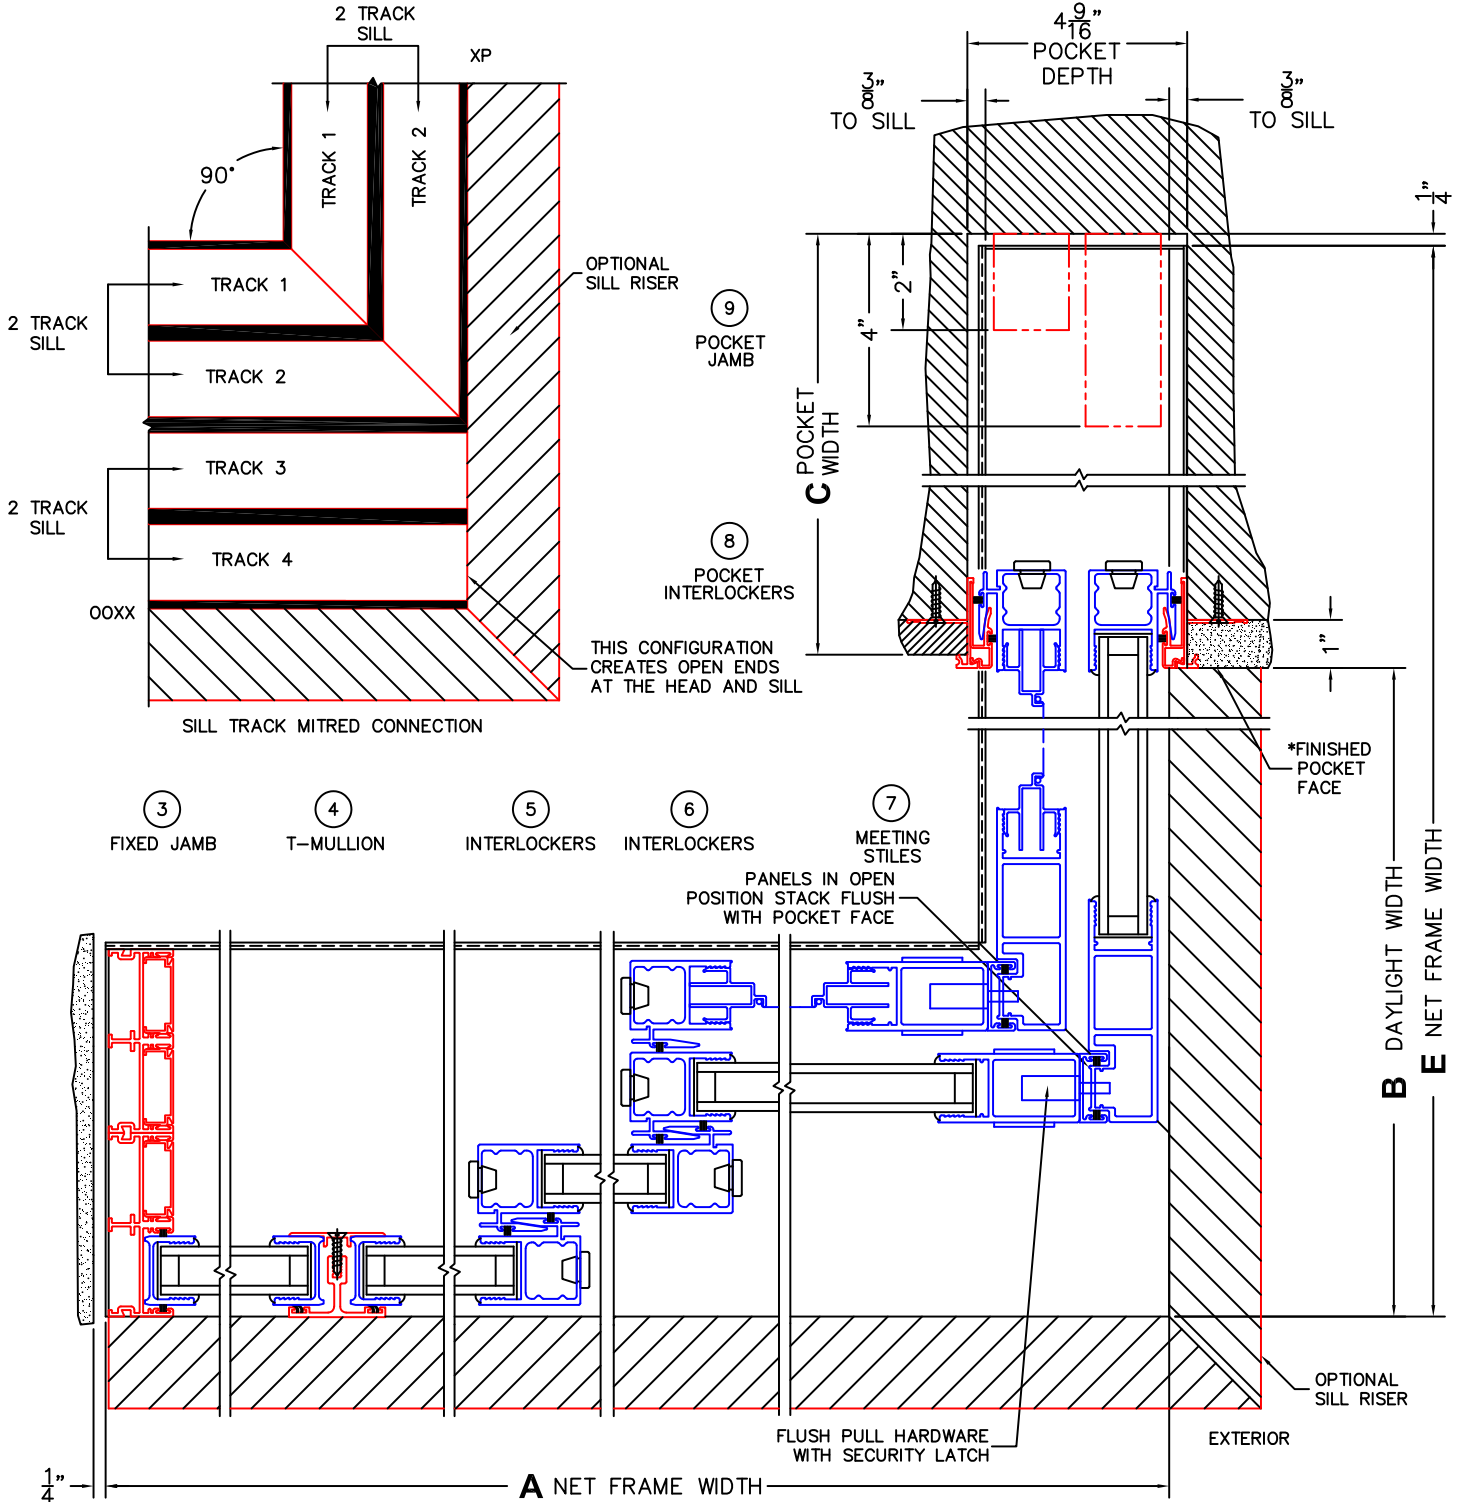 2 TRACK
SILL
XP
TRACK 1
TRACK 2
90°
TRACK 1
2 TRACK
SILL
TRACK 2
OPTIONAL
SILL RISER
TRACK 3
2 TRACK
SILL
TRACK 4
OOXX
THIS CONFIGURATION
CREATES OPEN ENDS
AT THE HEAD AND SILL
SILL TRACK MITRED CONNECTION
4 9/16"
POCKET
DEPTH
3/8"
TO SILL
3/8"
TO SILL
1/4"
2"
4"
9
POCKET
JAMB
C POCKET
WIDTH
8
POCKET
INTERLOCKERS
1"
*FINISHED
POCKET
FACE
3
FIXED JAMB
4
T-MULLION
5
INTERLOCKERS
6
INTERLOCKERS
7
MEETING
STILES
PANELS IN OPEN
POSITION STACK FLUSH
WITH POCKET FACE
B DAYLIGHT WIDTH
E NET FRAME WIDTH
OPTIONAL
SILL RISER
FLUSH PULL HARDWARE
WITH SECURITY LATCH
EXTERIOR
1/4"
A NET FRAME WIDTH